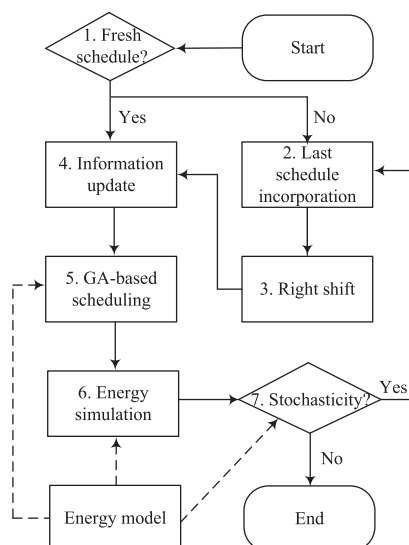 1. Fresh
schedule?
Start
Yes
No
4. Information
update
2. Last
schedule
incorporation
5. GA-based
scheduling
3. Right shift
6. Energy
simulation
7. Stochasticity?
Yes
No
Energy model
End